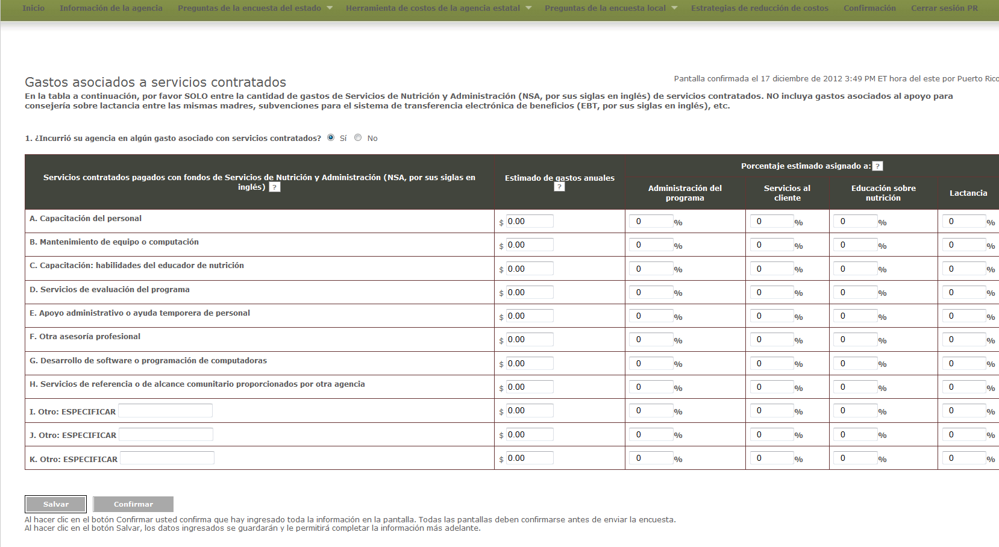 Inicio Información de la agencia Preguntas de la encuesta del estado Herramienta de costos de la agencia estatal Preguntas de la encuesta local Estrategias de reducción de costos Confirmación Cerrar sesión PR
Gastos asociados a servicios contratados
Pantalla confirmada el 17 diciembre de 2012 3:49 PM ET hora del este por Puerto Rico
En la tabla a continuación, por favor SOLO entre la cantidad de gastos de Servicios de Nutrición y Administración (NSA, por sus siglas en inglés) de servicios contratados. NO incluya gastos asociados al apoyo para
consejería sobre lactancia entre las mismas madres, subvenciones para el sistema de transferencia electrónica de beneficios (EBT, por sus siglas en inglés), etc.
1. ¿Incurrió su agencia en algún gasto asociado con servicios contratados? Sí No
Servicios contratados pagados con fondos de Servicios de Nutrición y Administración (NSA, por sus siglas en
inglés) ?
Estimado de gastos anuales
?
Porcentaje estimado asignado a: ?
Administración del
programa
Servicios al
cliente
Educación sobre
nutrición
Lactancia
A. Capacitación del personal $ 0.00 0 % 0 % 0 % 0 %
B. Mantenimiento de equipo o computación $ 0.00 0 % 0 % 0 % 0 %
C. Capacitación: habilidades del educador de nutrición $ 0.00 0 % 0 % 0 % 0 %
D. Servicios de evaluación del programa $ 0.00 0 % 0 % 0 % 0 %
E. Apoyo administrativo o ayuda temporera de personal $ 0.00 0 % 0 % 0 % 0 %
F. Otra asesoría profesional $ 0.00 0 % 0 % 0 % 0 %
G. Desarrollo de software o programación de computadoras $ 0.00 0 % 0 % 0 % 0 %
H. Servicios de referencia o de alcance comunitario proporcionados por otra agencia $ 0.00 0 % 0 % 0 % 0 %
I. Otro: ESPECIFICAR $ 0.00 0 % 0 % 0 % 0 %
J. Otro: ESPECIFICAR $ 0.00 0 % 0 % 0 % 0 %
K. Otro: ESPECIFICAR $ 0.00 0 % 0 % 0 % 0 %
Salvar Confirmar
Al hacer clic en el botón Confirmar usted confirma que hay ingresado toda la información en la pantalla. Todas las pantallas deben confirmarse antes de enviar la encuesta.
Al hacer clic en el botón Salvar, los datos ingresados se guardarán y le permitirá completar la información más adelante.